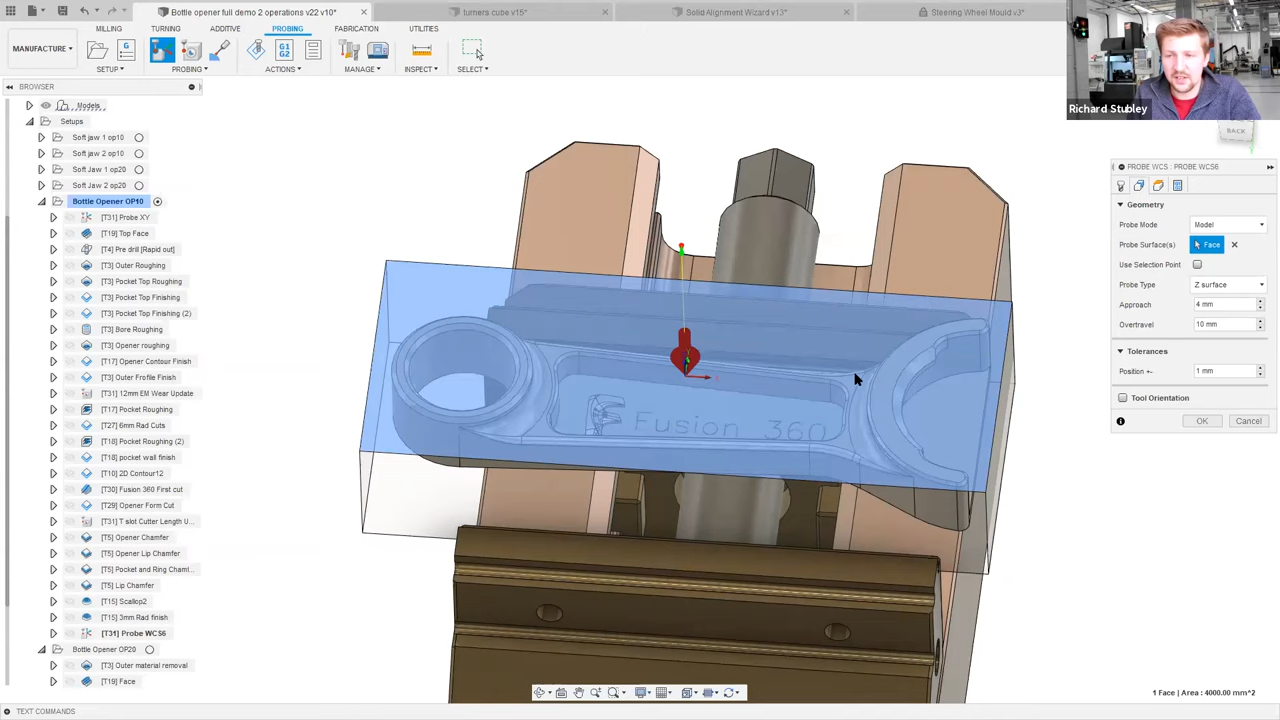 Bottle opener full demo 2 operations v22 v10*
turners cube v15*
Solid Alignment Wizard v13*
Steering Wheel Mould v3*
MANUFACTURE
MILLING
TURNING
ADDITIVE
PROBING
FABRICATION
UTILITIES
G1
G2
SETUP
PROBING
ACTIONS
MANAGE
INSPECT
SELECT
BROWSER
Models
Setups
Soft jaw 1 op10
Soft jaw 2 op10
Soft Jaw 1 op20
Soft Jaw 2 op20
Bottle Opener OP10
[T31] Probe XY
[T19] Top Face
[T4] Pre drill [Rapid out]
[T3] Outer Roughing
[T3] Pocket Top Roughing
[T3] Pocket Top Finishing
[T3] Pocket Top Finishing (2)
[T3] Bore Roughing
[T3] Opener roughing
[T17] Opener Contour Finish
[T3] Outer Frofile Finish
[T31] 12mm EM Wear Update
[T17] Pocket Roughing
[T27] 6mm Rad Cuts
[T18] Pocket Roughing (2)
[T18] pocket wall finish
[T10] 2D Contour12
[T30] Fusion 360 First cut
[T29] Opener Form Cut
[T31] T slot Cutter Length U...
[T5] Opener Chamfer
[T5] Opener Lip Chamfer
[T5] Pocket and Ring Chamf...
[T5] Lip Chamfer
[T15] Scallop2
[T15] 3mm Rad finish
[T31] Probe WCS6
Bottle Opener OP20
[T3] Outer material removal
[T19] Face
TEXT COMMANDS
Fusion 360
Richard Stubley
BACK
PROBE WCS : PROBE WCS6
Geometry
Probe Mode Model
Probe Surface(s) Face
Use Selection Point
Probe Type Z surface
Approach 4 mm
Overtravel 10 mm
Tolerances
Position +- 1 mm
Tool Orientation
OK Cancel
1 Face | Area : 4000.00 mm^2